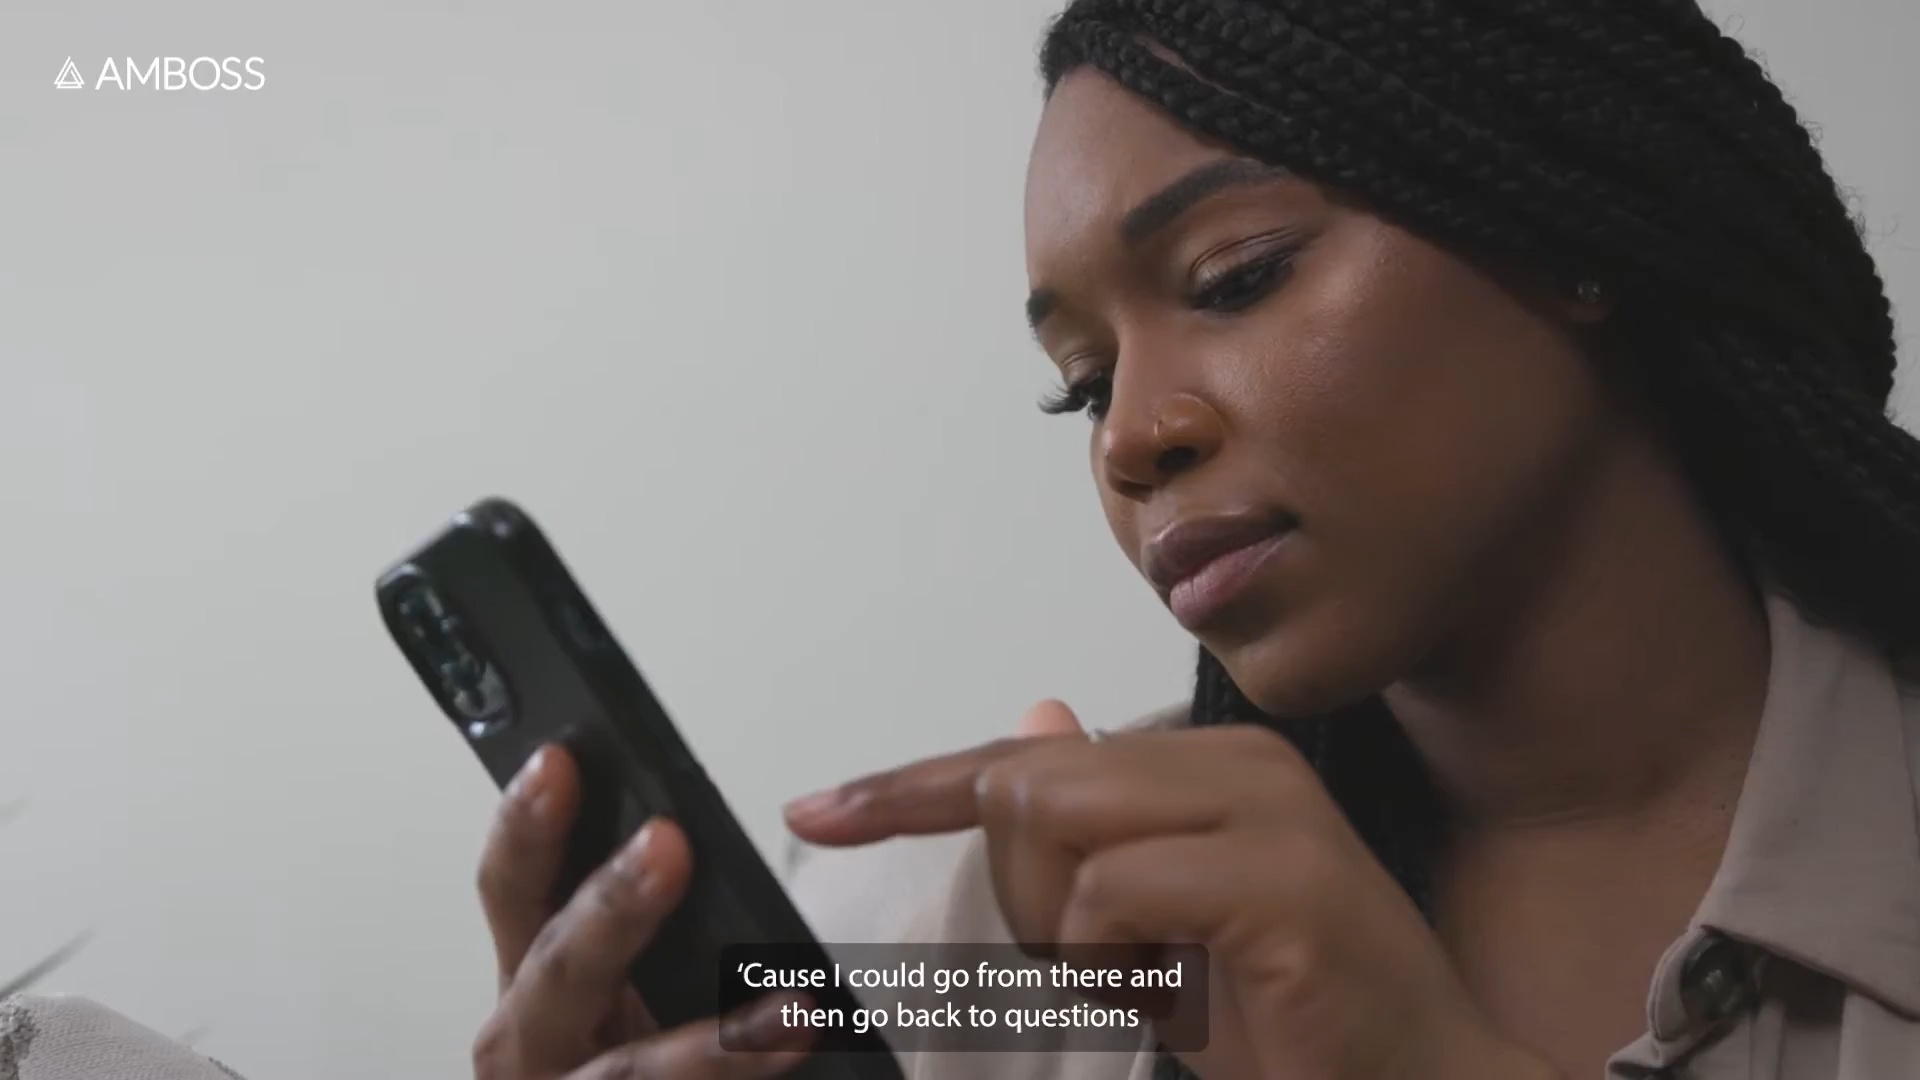 AMBOSS
‘Cause I could go from there and
then go back to questions